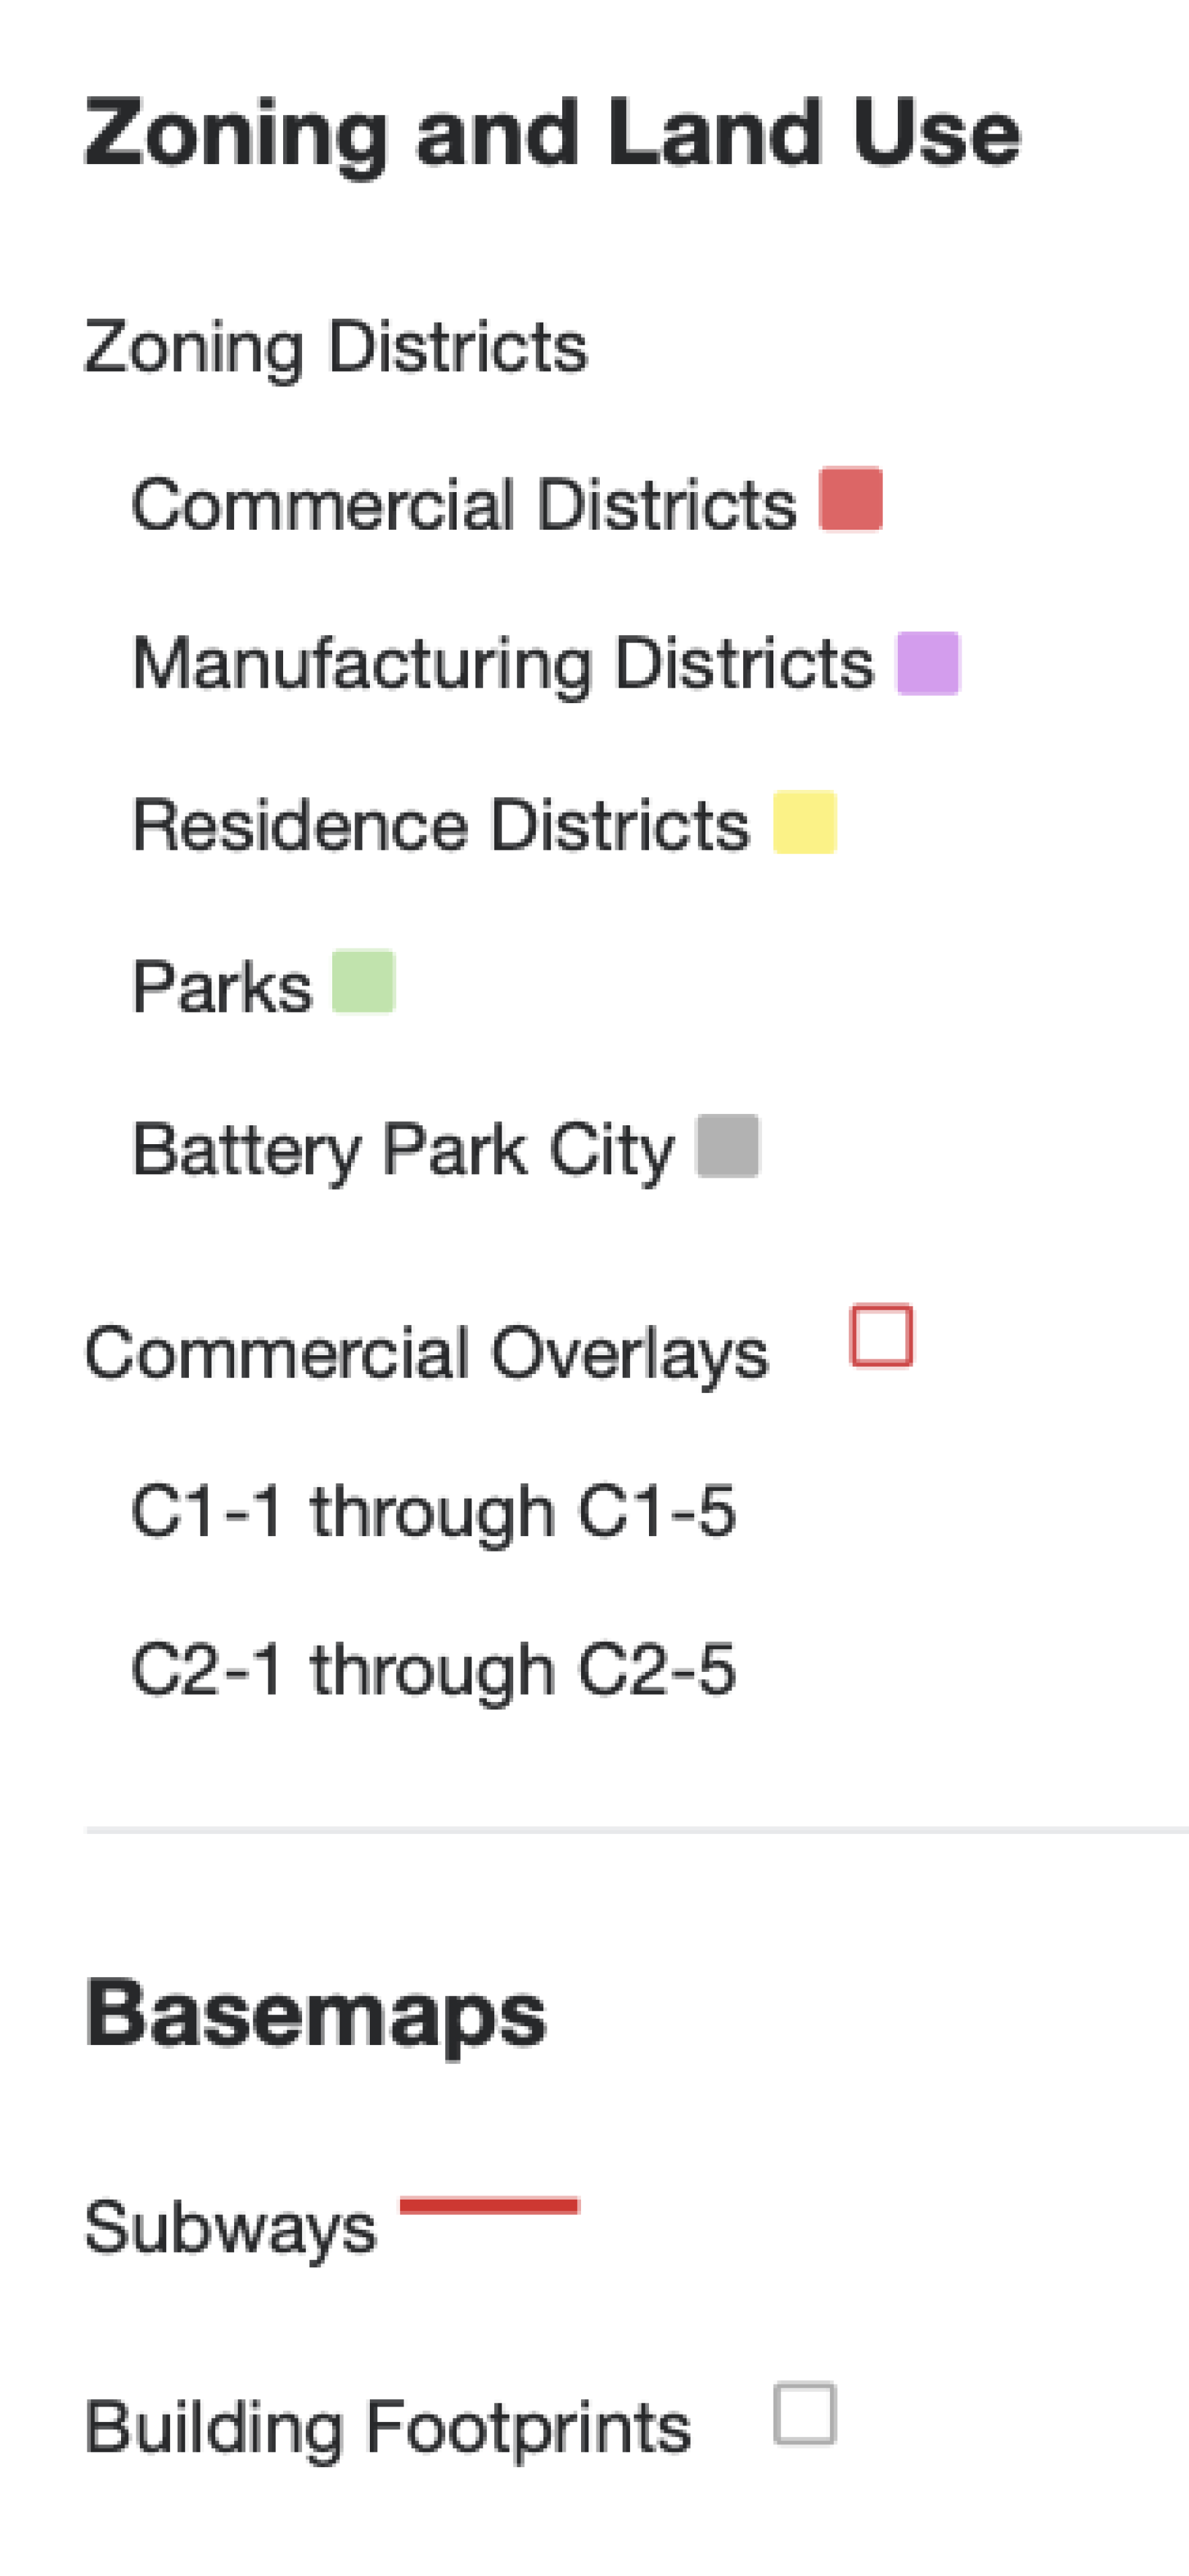 Zoning and Land Use
Zoning Districts
Commercial Districts
Manufacturing Districts
Residence Districts
Parks
Battery Park City
Commercial Overlays
C1-1 through C1-5
C2-1 through C2-5
Basemaps
Subways
Building Footprints